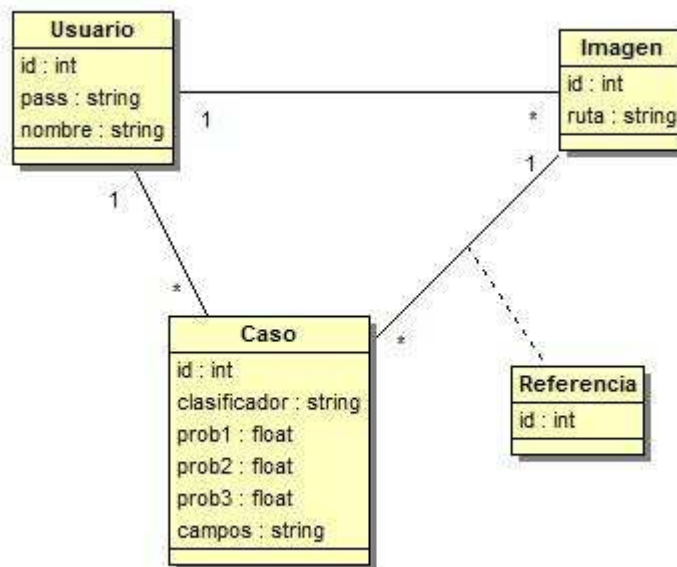 Usuario
id : int
pass : string
nombre : string
Imagen
id : int
ruta : string
1
*
1
1
*
*
Caso
id : int
clasificador : string
prob1 : float
prob2 : float
prob3 : float
campos : string
Referencia
id : int